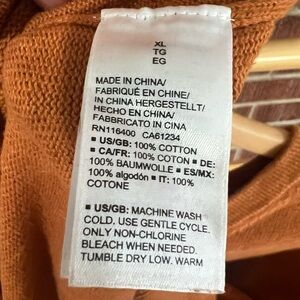 XL
TG
EG
MADE IN CHINA/
FABRIQUÉ EN CHINE/
IN CHINA HERGESTELLT/
HECHO EN CHINA/
FABBRICATO IN CINA
RN116400 CA61234
▪ US/GB: 100% COTTON
▪ CA/FR: 100% COTON ▪ DE:
100% BAUMWOLLE ▪ ES/MX:
100% algodón ▪ IT: 100%
COTONE
▪ US/GB: MACHINE WASH
COLD. USE GENTLE CYCLE.
ONLY NON-CHLORINE
BLEACH WHEN NEEDED.
TUMBLE DRY LOW. WARM